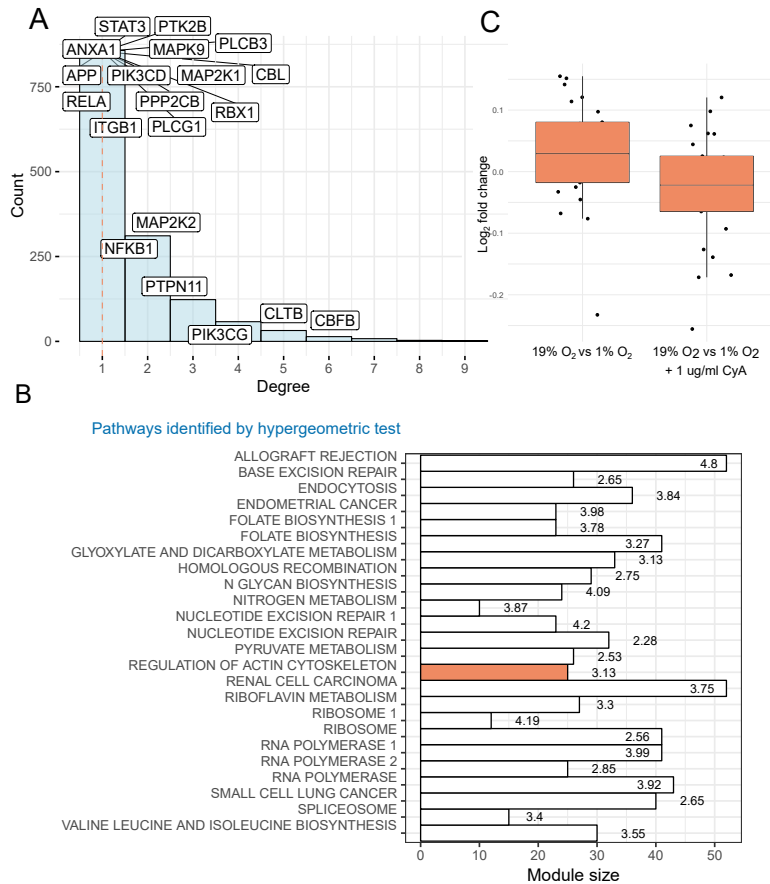 A
STAT3 PTK2B
ANXA1 MAPK9 PLCB3
APP PIK3CD MAP2K1 CBL
RELA PPP2CB RBX1
ITGB1 PLCG1
MAP2K2
NFKB1
PTPN11
PIK3CG CLTB CBFB
Count
750
500
250
0
1 2 3 4 5 6 7 8 9
Degree
C
Log2 fold change
0.1
0.0
-0.1
-0.2
19% O2 vs 1% O2
19% O2 vs 1% O2
+ 1 ug/ml CyA
B
Pathways identified by hypergeometric test
ALLOGRAFT REJECTION 4.8
BASE EXCISION REPAIR 2.65
ENDOCYTOSIS 3.84
ENDOMETRIAL CANCER 3.98
FOLATE BIOSYNTHESIS 1 3.78
FOLATE BIOSYNTHESIS 3.27
GLYOXYLATE AND DICARBOXYLATE METABOLISM 3.13
HOMOLOGOUS RECOMBINATION 2.75
N GLYCAN BIOSYNTHESIS 4.09
NITROGEN METABOLISM 3.87
NUCLEOTIDE EXCISION REPAIR 1 4.2
NUCLEOTIDE EXCISION REPAIR 2.28
PYRUVATE METABOLISM 2.53
REGULATION OF ACTIN CYTOSKELETON 3.13
RENAL CELL CARCINOMA 3.75
RIBOFLAVIN METABOLISM 3.3
RIBOSOME 1 4.19
RIBOSOME 2.56
RNA POLYMERASE 1 3.99
RNA POLYMERASE 2 2.85
RNA POLYMERASE 3.92
SMALL CELL LUNG CANCER 2.65
SPLICEOSOME 3.4
VALINE LEUCINE AND ISOLEUCINE BIOSYNTHESIS 3.55
0 10 20 30 40 50
Module size